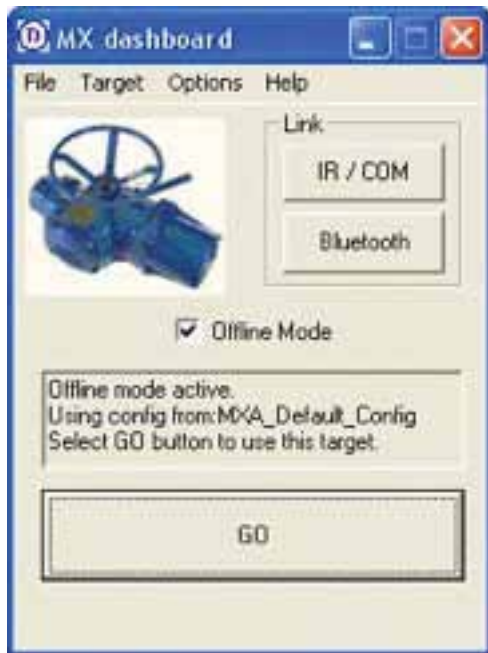 MX dashboard
File Target Options Help
Link
IR / COM
Bluetooth
Offline Mode
Offline mode active.
Using config from:MXA_Default_Config
Select GO button to use this target.
GO